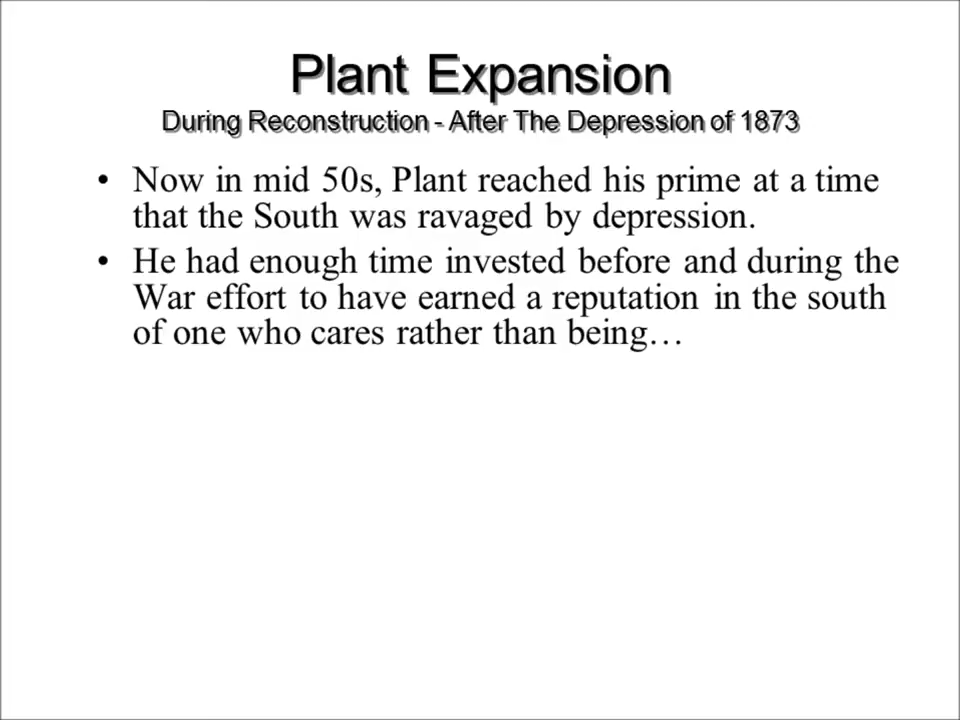 Plant Expansion
During Reconstruction - After The Depression of 1873
• Now in mid 50s, Plant reached his prime at a time
that the South was ravaged by depression.
• He had enough time invested before and during the
War effort to have earned a reputation in the south
of one who cares rather than being…